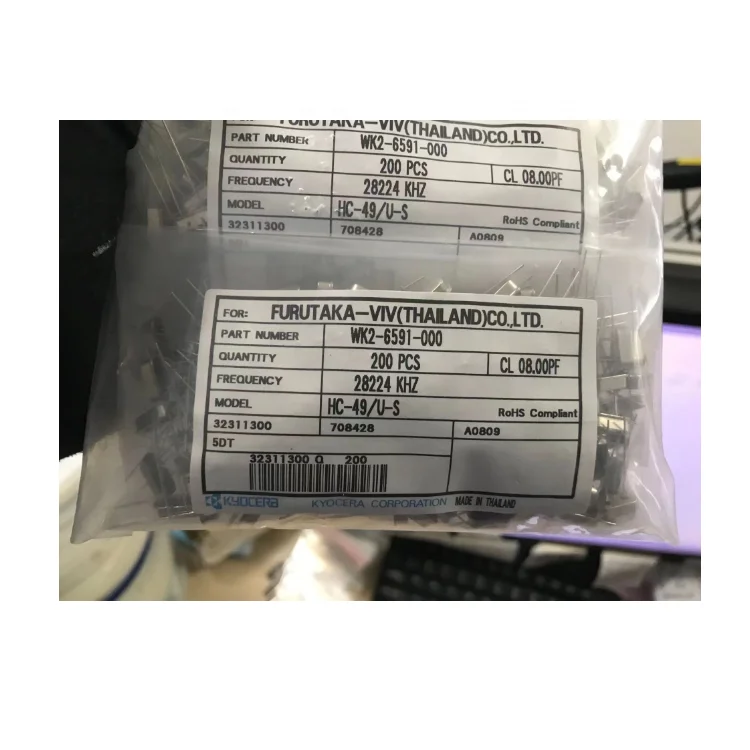 FURUTAKA-VIV(THAILAND)CO.,LTD.
PART NUMBER WK2-6591-000
QUANTITY 200 PCS CL 08.00PF
FREQUENCY 28224 KHZ
MODEL HC-49/U-S RoHS Compliant
32311300 708428 A0809
FOR: FURUTAKA-VIV(THAILAND)CO.,LTD.
PART NUMBER WK2-6591-000
QUANTITY 200 PCS CL 08.00PF
FREQUENCY 28224 KHZ
MODEL HC-49/U-S RoHS Compliant
32311300 708428 A0809
5DT
32311300 Q 200
KYOCERA KYOCERA CORPORATION MADE IN THAILAND